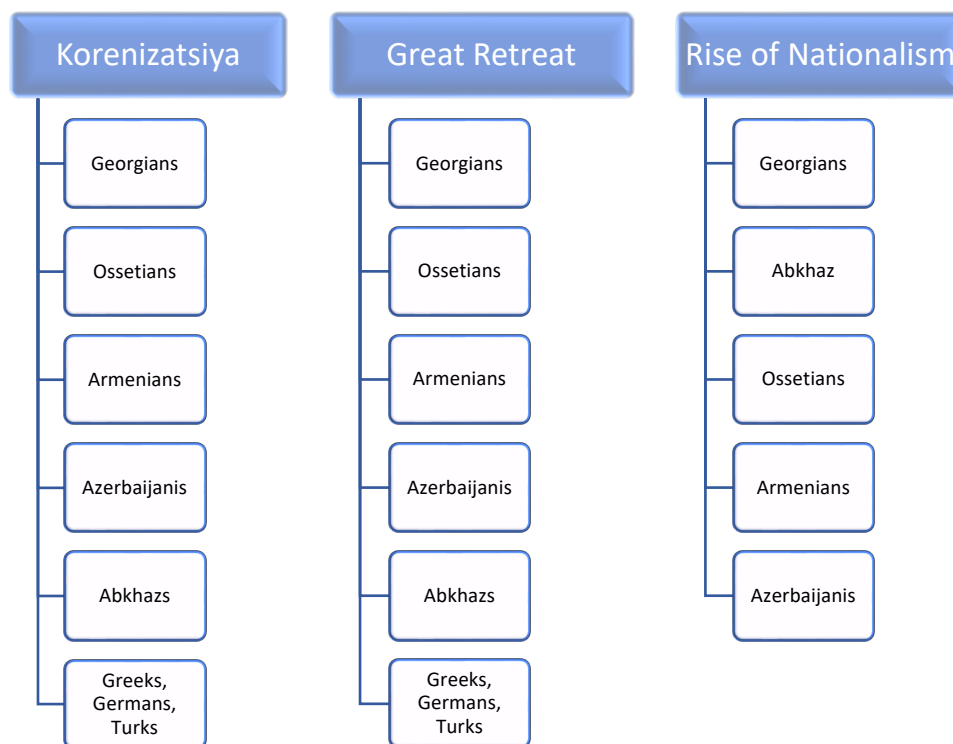 Korenizatsiya
Georgians
Ossetians
Armenians
Azerbaijanis
Abkhazs
Greeks,
Germans,
Turks
Great Retreat
Georgians
Ossetians
Armenians
Azerbaijanis
Abkhazs
Greeks,
Germans,
Turks
Rise of Nationalism
Georgians
Abkhaz
Ossetians
Armenians
Azerbaijanis